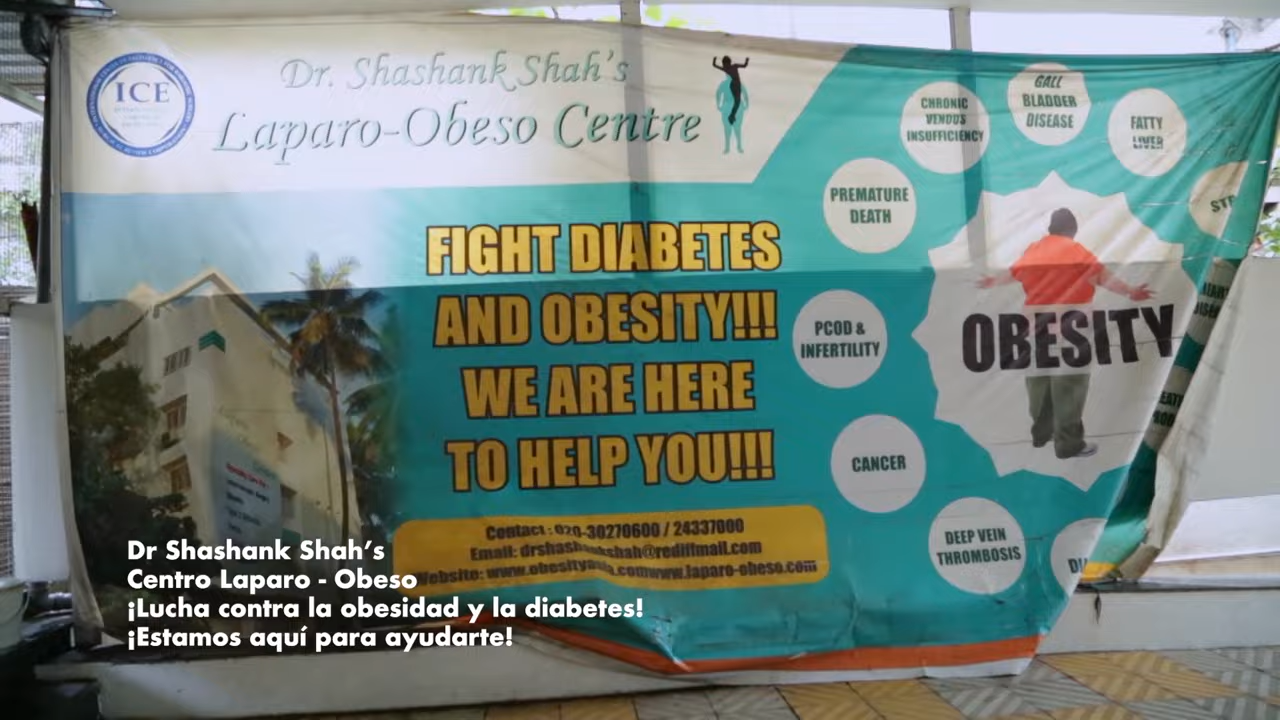 ICE
Dr. Shashank Shah's
Laparo-Obeso Centre
FIGHT DIABETES
AND OBESITY!!!
WE ARE HERE
TO HELP YOU!!!
Contact : 020-30270600 / 24337000
Email: drshashankshah@rediffmail.com
Website: www.obesityasia.comwww.laparo-obeso.com
CHRONIC
VENOUS
INSUFFICIENCY
GALL
BLADDER
DISEASE
FATTY
LIVER
PREMATURE
DEATH
PCOD &
INFERTILITY
OBESITY
CANCER
DEEP VEIN
THROMBOSIS
Dr Shashank Shah's
Centro Laparo - Obeso
¡Lucha contra la obesidad y la diabetes!
¡Estamos aquí para ayudarte!